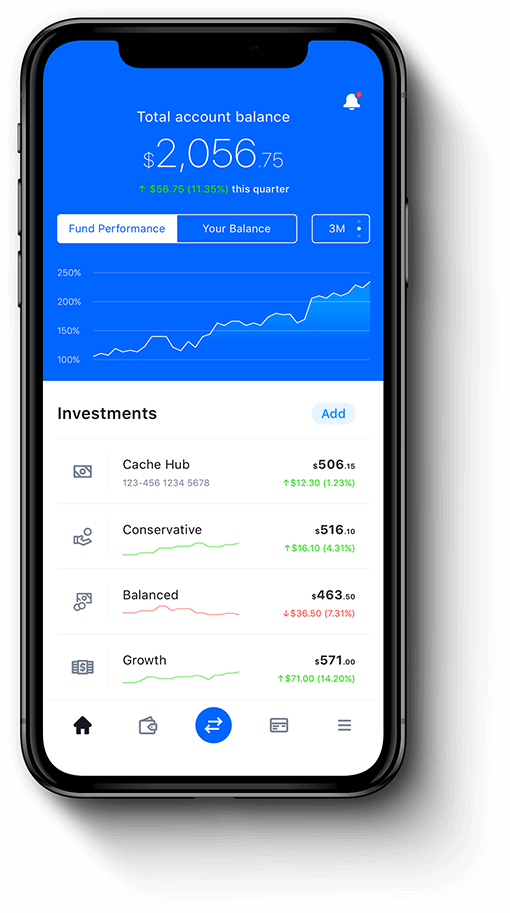 Total account balance
$2,056.75
↑ $56.75 (11.35%) this quarter
Fund Performance Your Balance 3M
250%
200%
150%
100%
Investments Add
Cache Hub $506.15
123-456 1234 5678 ↑$12.30 (1.23%)
Conservative $516.10
↑$16.10 (4.31%)
Balanced $463.50
↓$36.50 (7.31%)
Growth $571.00
↑$71.00 (14.20%)